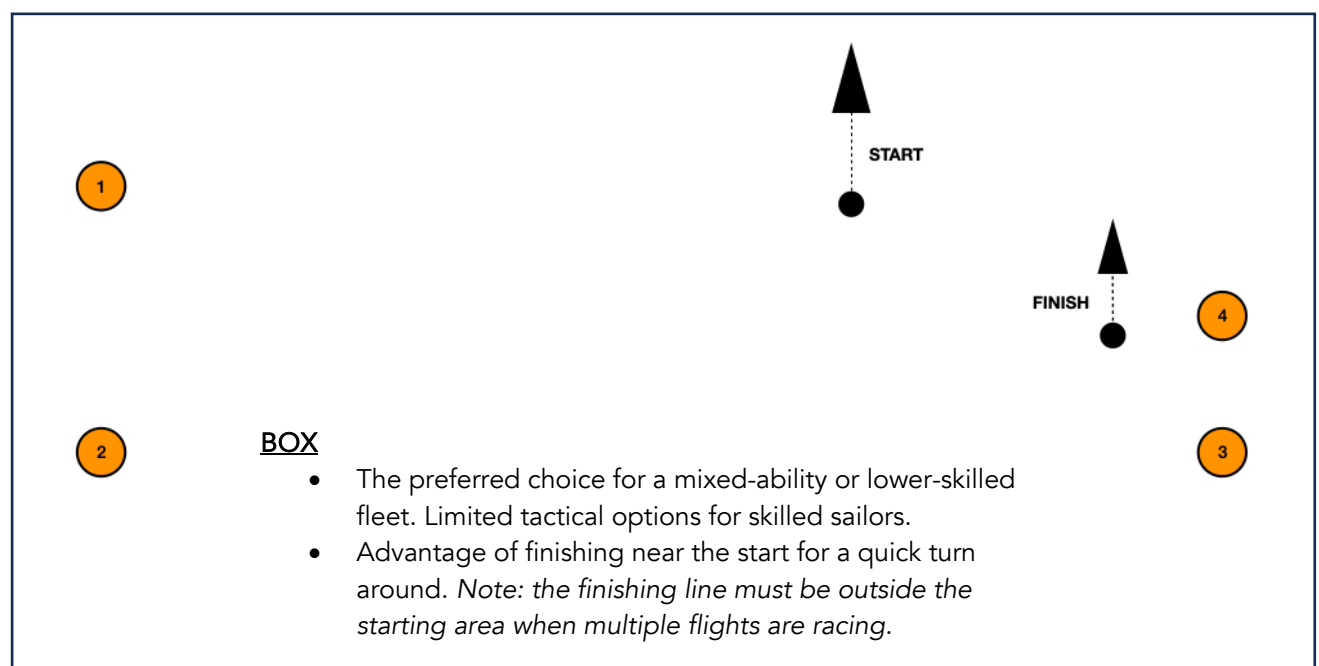 START
1
FINISH
4
BOX
2
3
• The preferred choice for a mixed-ability or lower-skilled
fleet. Limited tactical options for skilled sailors.
• Advantage of finishing near the start for a quick turn
around. Note: the finishing line must be outside the
starting area when multiple flights are racing.